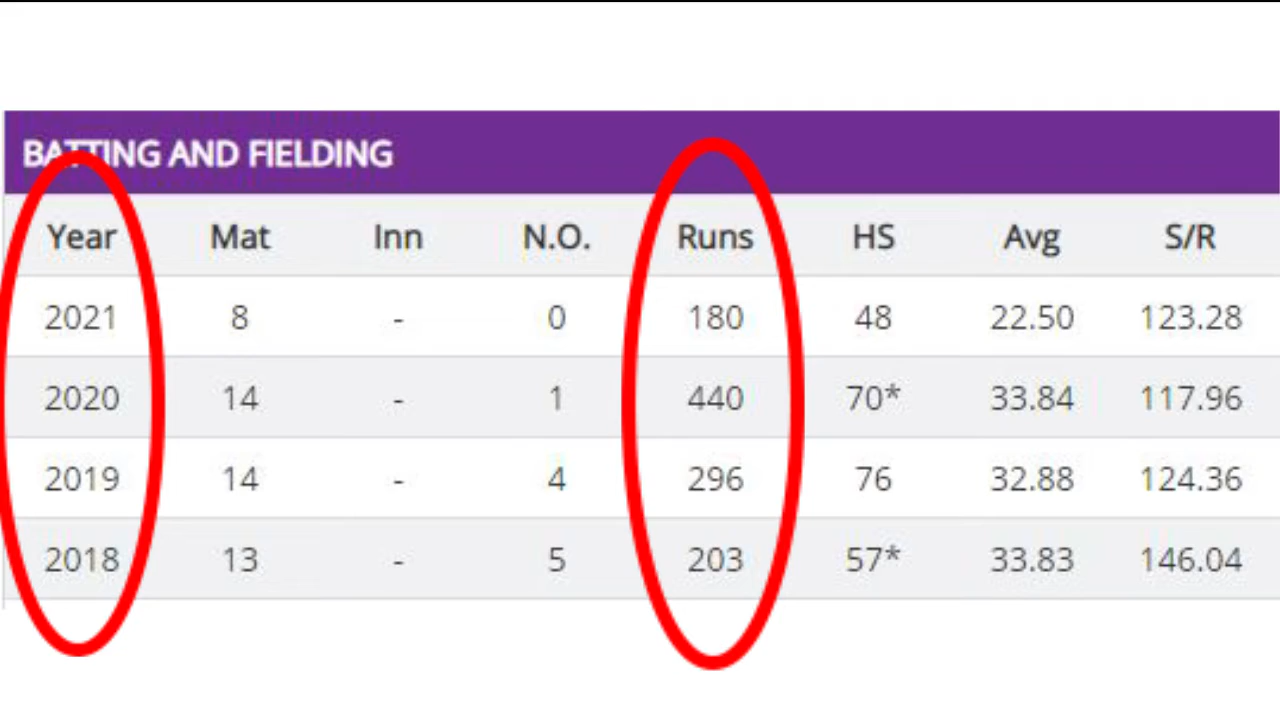 BATTING AND FIELDING
Year Mat Inn N.O. Runs HS Avg S/R
2021 8 - 0 180 48 22.50 123.28
2020 14 - 1 440 70* 33.84 117.96
2019 14 - 4 296 76 32.88 124.36
2018 13 - 5 203 57* 33.83 146.04